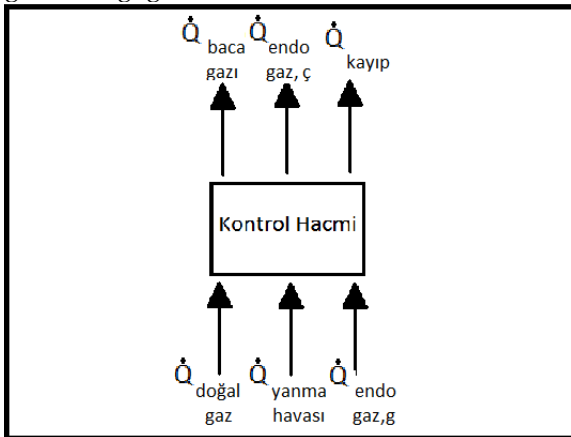 Q̇
baca
gazı
Q̇
endo
gaz, ç
Q̇
kayıp
Kontrol Hacmi
Q̇
doğal
gaz
Q̇
yanma
havası
Q̇
endo
gaz,g